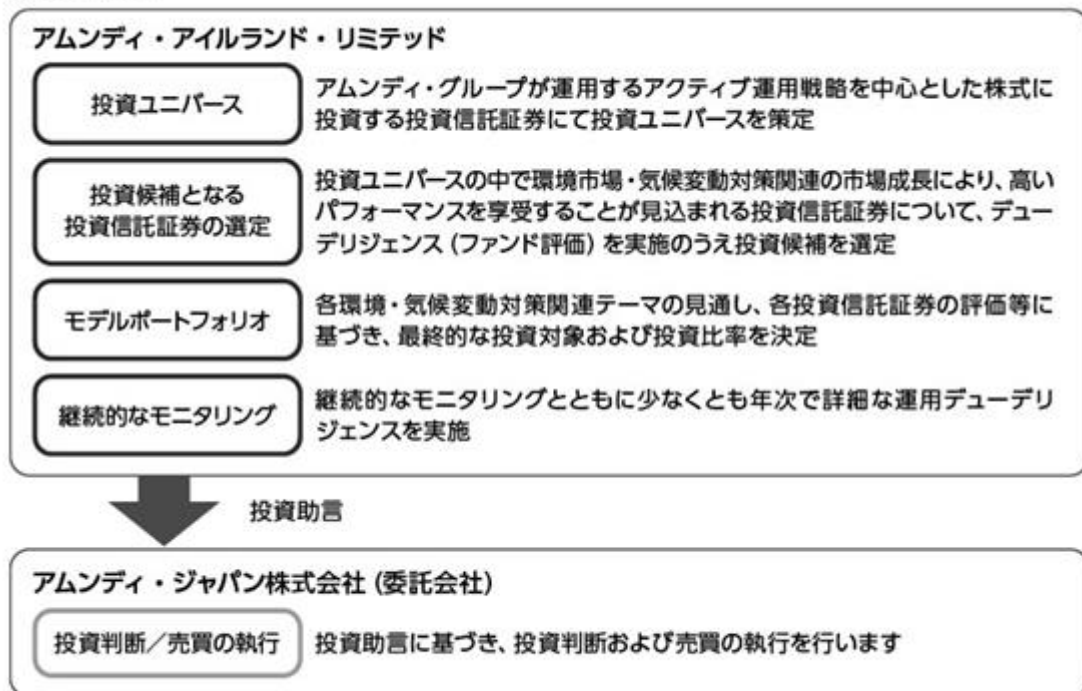 アムンディ・アイルランド・リミテッド
投資ユニバース
アムンディ・グループが運用するアクティブ運用戦略を中心とした株式に
投資する投資信託証券にて投資ユニバースを策定
投資候補となる
投資信託証券の選定
投資ユニバースの中で環境市場・気候変動対策関連の市場成長により、高い
パフォーマンスを享受することが見込まれる投資信託証券について、デュー
デリジェンス（ファンド評価）を実施のうえ投資候補を選定
モデルポートフォリオ
各環境・気候変動対策関連テーマの見通し、各投資信託証券の評価等に
基づき、最終的な投資対象および投資比率を決定
継続的なモニタリング
継続的なモニタリングとともに少なくとも年次で詳細な運用デューデリ
ジェンスを実施
投資助言
アムンディ・ジャパン株式会社（委託会社）
投資判断／売買の執行
投資助言に基づき、投資判断および売買の執行を行います